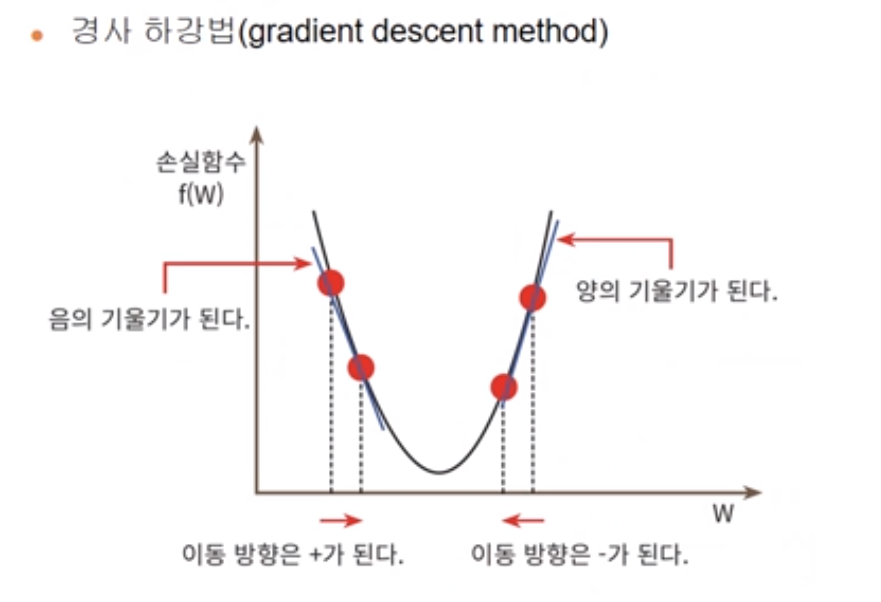 • 경사 하강법(gradient descent method)
손실함수
f(W)
음의 기울기가 된다.
양의 기울기가 된다.
W
이동 방향은 +가 된다.
이동 방향은 -가 된다.